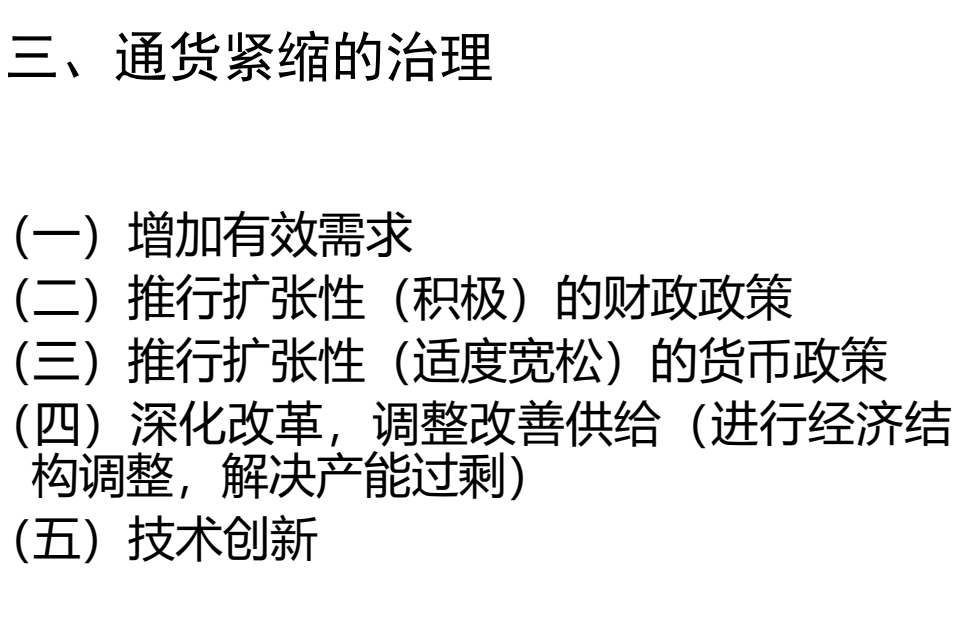 三、通货紧缩的治理
（一）增加有效需求
（二）推行扩张性（积极）的财政政策
（三）推行扩张性（适度宽松）的货币政策
（四）深化改革，调整改善供给（进行经济结
构调整，解决产能过剩）
（五）技术创新